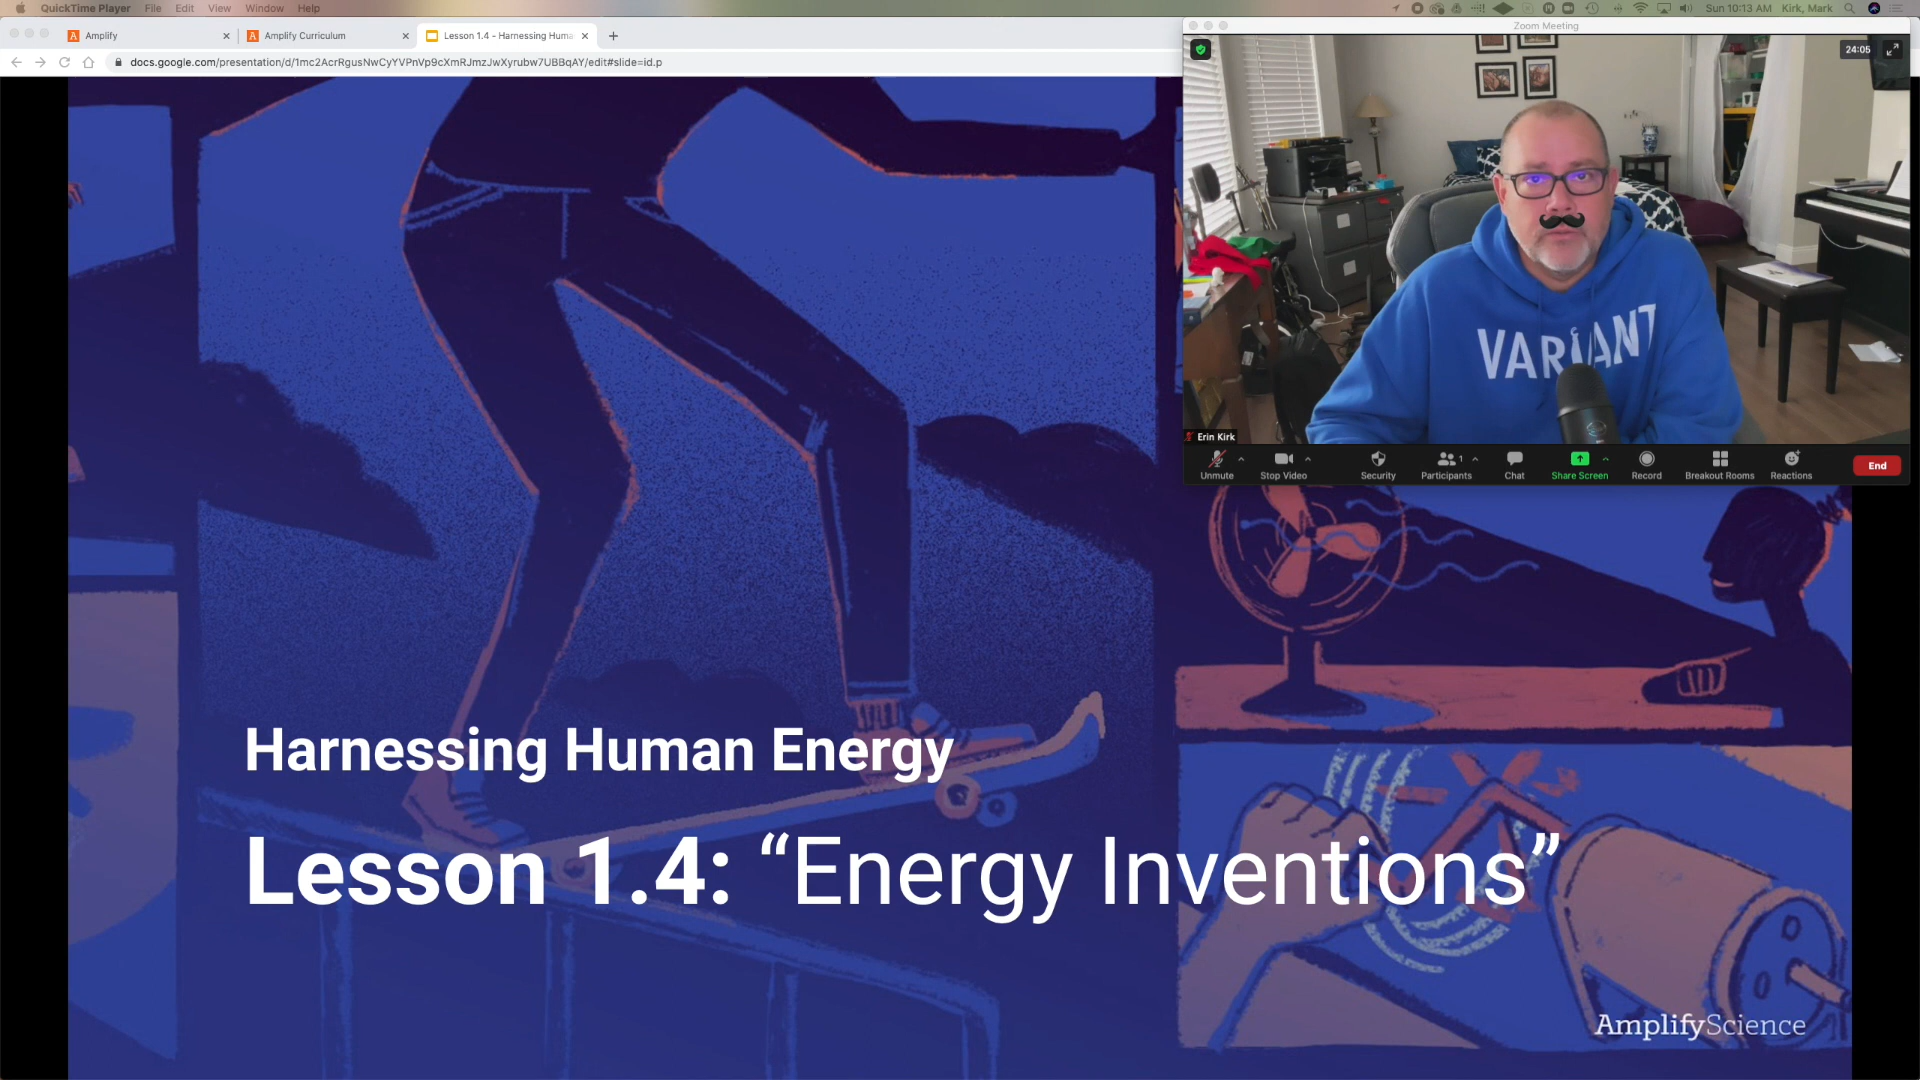 QuickTime Player File Edit View Window Help
Sun 10:13 AM Kirk, Mark
Amplify
Amplify Curriculum
Lesson 1.4 - Harnessing Huma
docs.google.com/presentation/d/1mc2AcrRgusNwCyYVPnVp9cXmRJmzJwXyrubw7UBBqAY/edit#slide=id.p
Zoom Meeting
24:05
VARIANT
Erin Kirk
Unmute Stop Video Security Participants 1 Chat Share Screen Record Breakout Rooms Reactions End
Harnessing Human Energy
Lesson 1.4: “Energy Inventions”
AmplifyScience